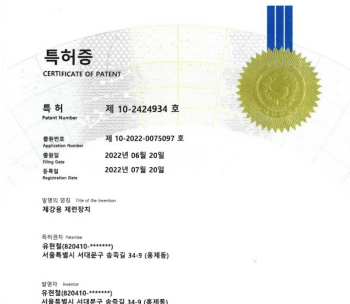 특허증
CERTIFICATE OF PATENT
특 허 제 10-2424934 호
Patent Number
출원번호 제 10-2022-0075097 호
Application Number
출원일 2022년 06월 20일
Filing Date
등록일 2022년 07월 20일
Registration Date
발명의 명칭 Title of the Invention
제강용 제련장치
특허권자 Patentee
유현철(820410-*******)
서울특별시 서대문구 송죽길 34-9 (홍제동)
발명자 Inventor
유현철(820410-*******)
서울특별시 서대문구 송죽길 34-9 (홍제동)